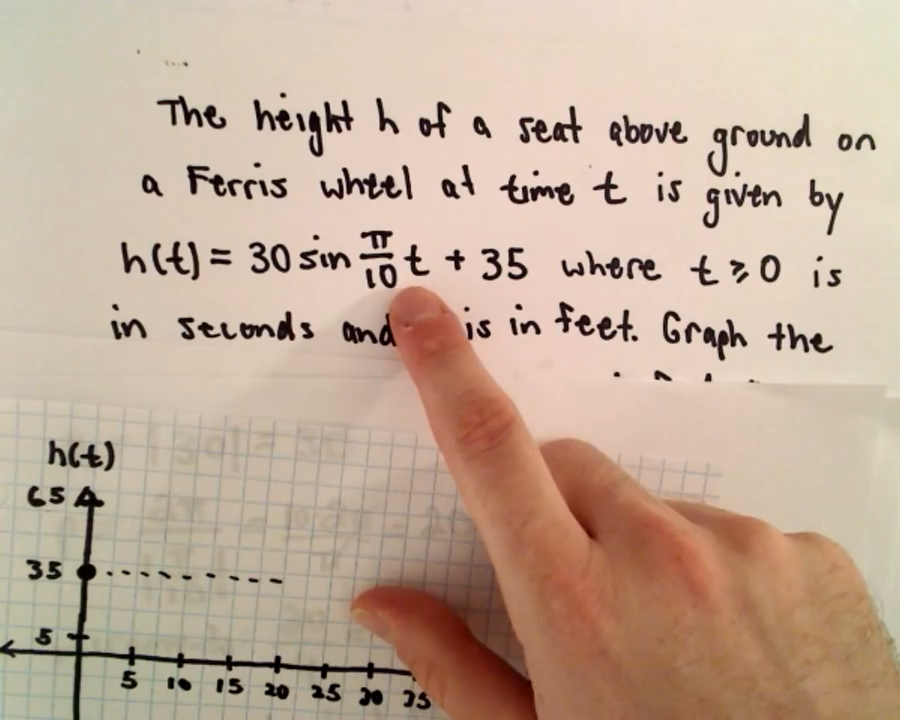 The height h of a seat above ground on
a Ferris wheel at time t is given by
h(t) = 30 sin π/10 t + 35 where t ≥ 0 is
in seconds and is in feet. Graph the
h(t)
65
35
5
5 10 15 20 25 30 35